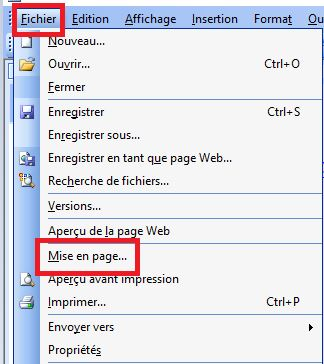 Fichier Edition Affichage Insertion Format
Nouveau...
Ouvrir... Ctrl+O
Fermer
Enregistrer Ctrl+S
Enregistrer sous...
Enregistrer en tant que page Web...
Recherche de fichiers...
Versions...
Aperçu de la page Web
Mise en page...
Aperçu avant impression
Imprimer... Ctrl+P
Envoyer vers
Propriétés